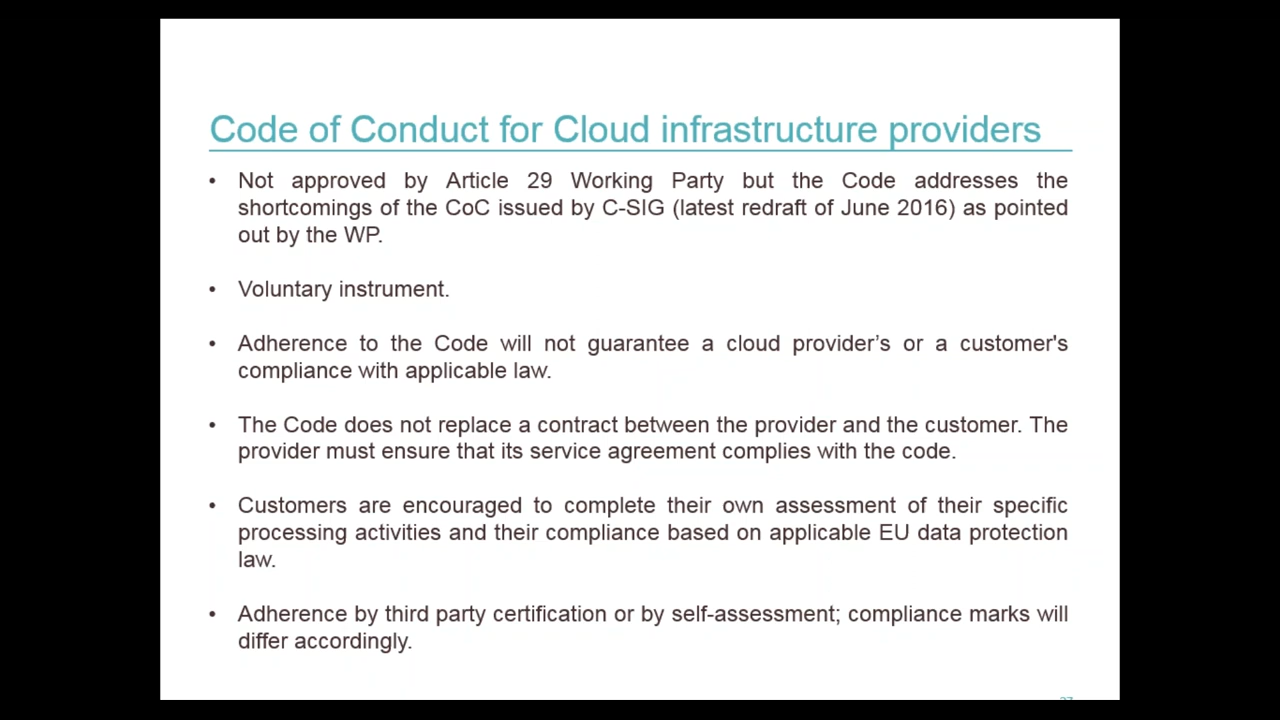 Code of Conduct for Cloud infrastructure providers
• Not approved by Article 29 Working Party but the Code addresses the
shortcomings of the CoC issued by C-SIG (latest redraft of June 2016) as pointed
out by the WP.
• Voluntary instrument.
• Adherence to the Code will not guarantee a cloud provider’s or a customer's
compliance with applicable law.
• The Code does not replace a contract between the provider and the customer. The
provider must ensure that its service agreement complies with the code.
• Customers are encouraged to complete their own assessment of their specific
processing activities and their compliance based on applicable EU data protection
law.
• Adherence by third party certification or by self-assessment; compliance marks will
differ accordingly.